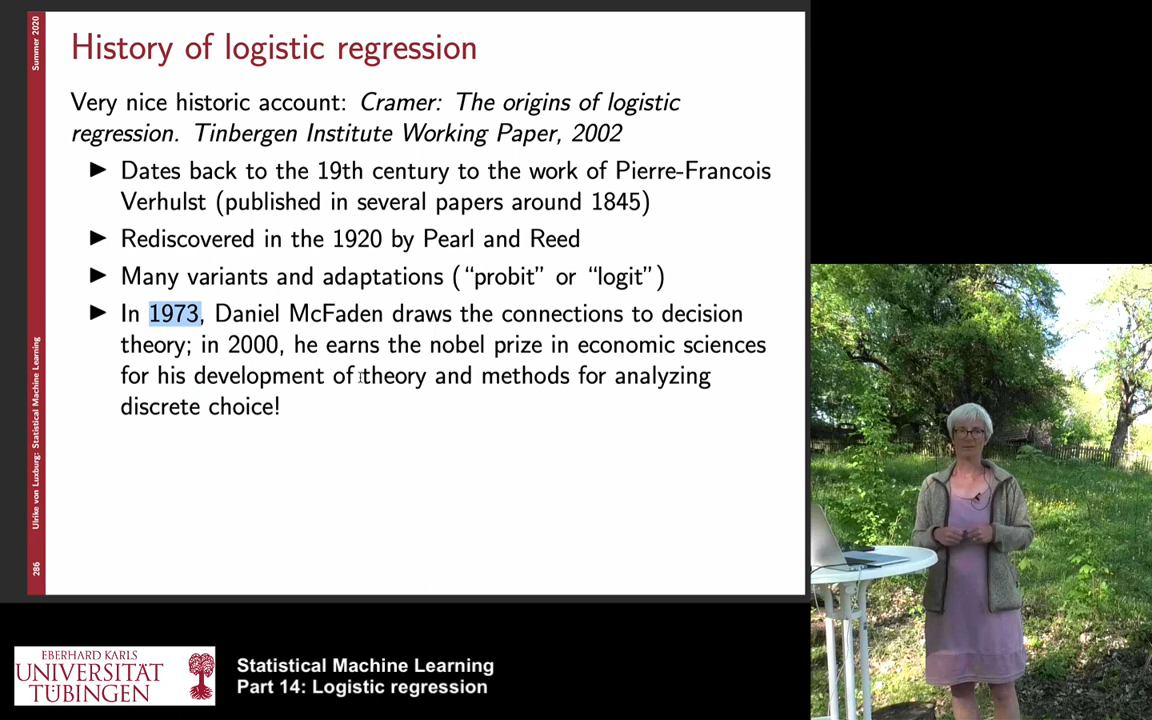 History of logistic regression
Very nice historic account: Cramer: The origins of logistic
regression. Tinbergen Institute Working Paper, 2002
► Dates back to the 19th century to the work of Pierre-Francois
Verhulst (published in several papers around 1845)
► Rediscovered in the 1920 by Pearl and Reed
► Many variants and adaptations (“probit” or “logit”)
► In 1973, Daniel McFaden draws the connections to decision
theory; in 2000, he earns the nobel prize in economic sciences
for his development of theory and methods for analyzing
discrete choice!
Summer 2020
Ulrike von Luxburg: Statistical Machine Learning
286
EBERHARD KARLS
UNIVERSITÄT
TÜBINGEN
Statistical Machine Learning
Part 14: Logistic regression